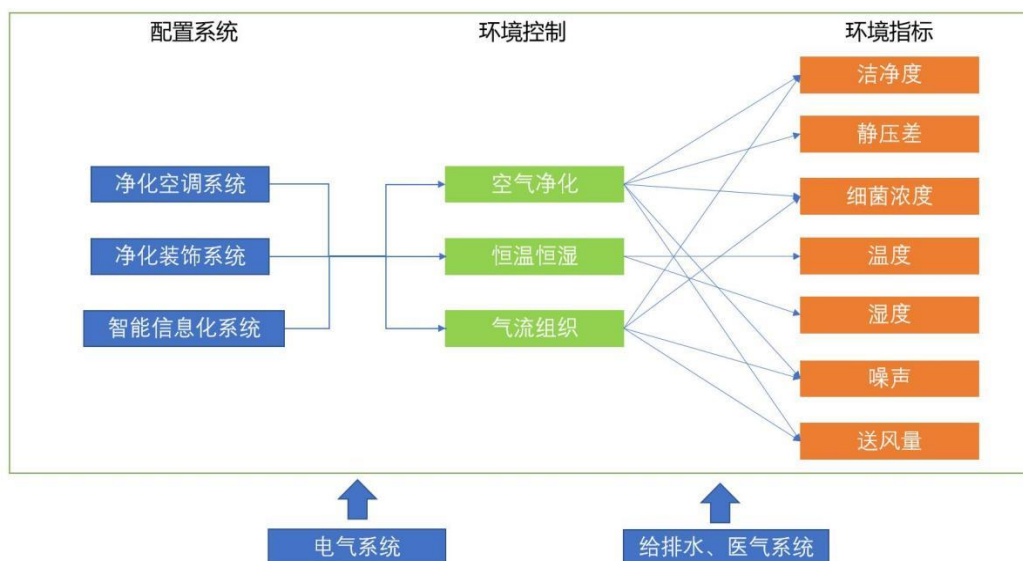 配置系统
环境控制
环境指标
洁净度
静压差
净化空调系统
空气净化
细菌浓度
净化装饰系统
恒温恒湿
温度
智能信息化系统
气流组织
湿度
噪声
送风量
电气系统
给排水、医气系统